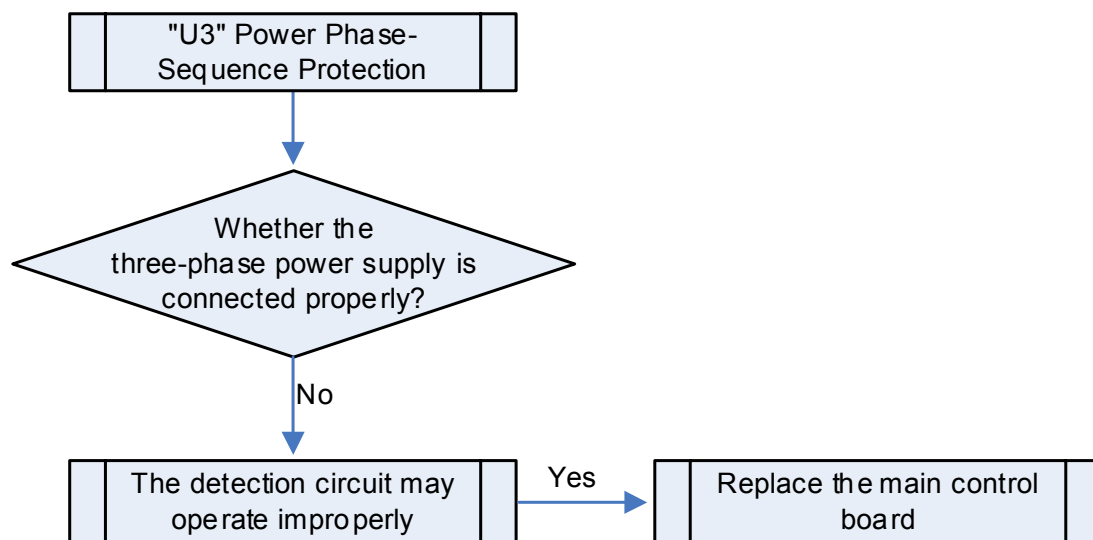 "U3" Power Phase-
Sequence Protection
Whether the
three-phase power supply is
connected properly?
No
The detection circuit may
operate improperly
Yes
Replace the main control
board